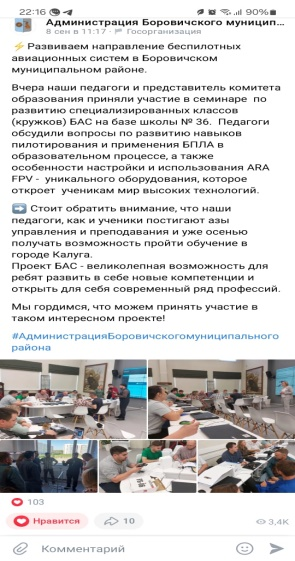 22:16
90%
Администрация Боровичского муницип...
8 сен в 11:17 · Госорганизация
⚡Развиваем направление беспилотных
авиационных систем в Боровичском
муниципальном районе.
Вчера наши педагоги и представитель комитета
образования приняли участие в семинаре по
развитию специализированных классов
(кружков) БАС на базе школы № 36. Педагоги
обсудили вопросы по развитию навыков
пилотирования и применения БПЛА в
образовательном процессе, а также
особенности настройки и использования ARA
FPV - уникального оборудования, которое
откроет ученикам мир высоких технологий.
➡️ Стоит обратить внимание, что наши
педагоги, как и ученики постигают азы
управления и преподавания и уже осенью
получать возможность пройти обучение в
городе Калуга.
Проект БАС - великолепная возможность для
ребят развить в себе новые компетенции и
открыть для себя современный ряд профессий.
Мы гордимся, что можем принять участие в
таком интересном проекте!
#АдминистрацияБоровичскогомуниципального
района
103
Нравится
10
3,4K
Комментарий